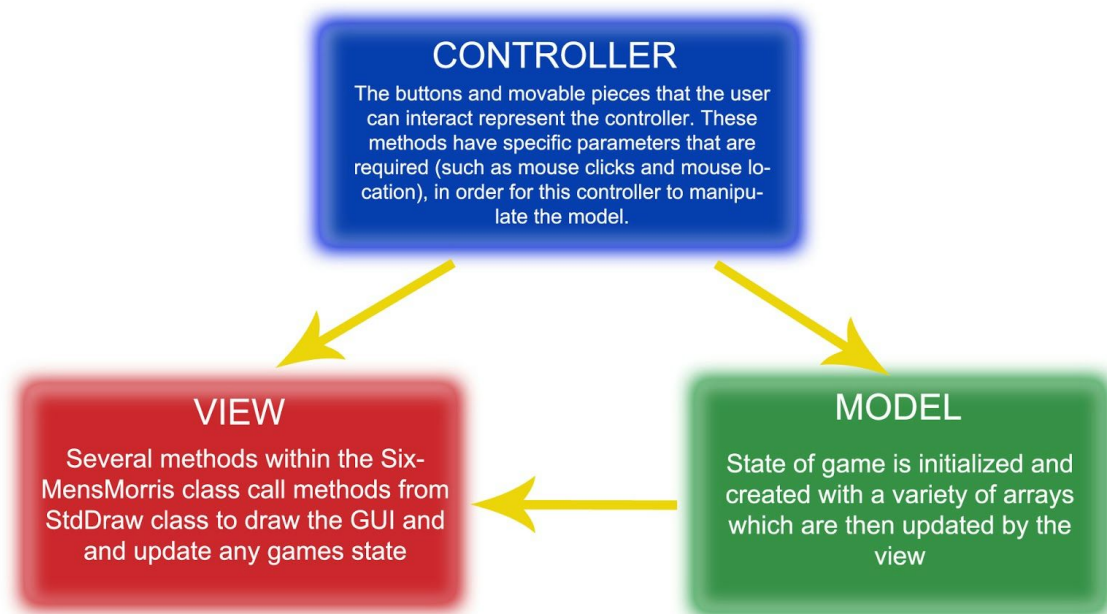 CONTROLLER
The buttons and movable pieces that the user
can interact represent the controller. These
methods have specific parameters that are
required (such as mouse clicks and mouse lo-
cation), in order for this controller to manipu-
late the model.
VIEW
Several methods within the Six-
MensMorris class call methods from
StdDraw class to draw the GUI and
and update any games state
MODEL
State of game is initialized and
created with a variety of arrays
which are then updated by the
view